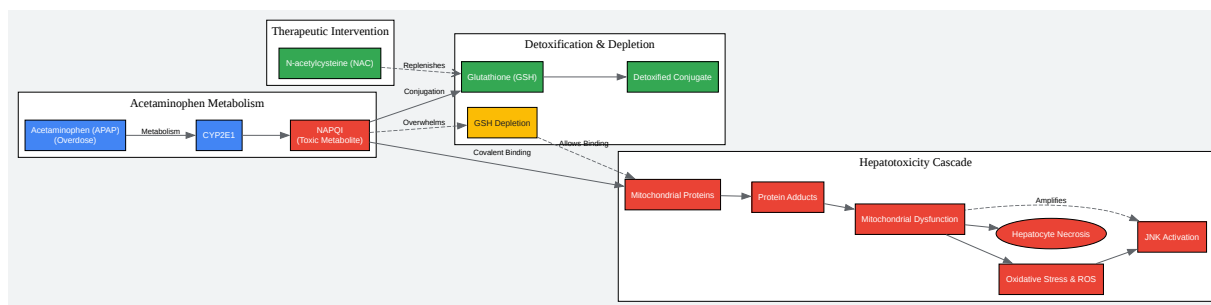 Therapeutic Intervention
N-acetylcysteine (NAC)
Replenishes
Detoxification & Depletion
Glutathione (GSH)
Detoxified Conjugate
Acetaminophen Metabolism
Acetaminophen (APAP)
(Overdose)
Metabolism
CYP2E1
NAPQI
(Toxic Metabolite)
Conjugation
Overwhelms
GSH Depletion
Allows Binding
Covalent Binding
Hepatotoxicity Cascade
Mitochondrial Proteins
Protein Adducts
Mitochondrial Dysfunction
Amplifies
Hepatocyte Necrosis
JNK Activation
Oxidative Stress & ROS